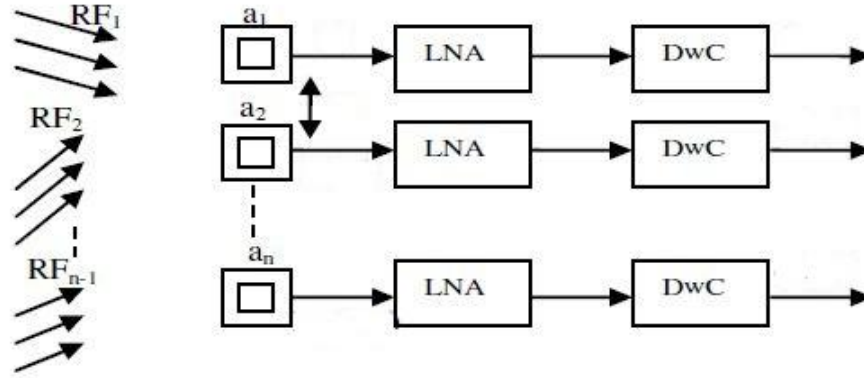 RF₁ a₁ LNA DwC
a₂
RF₂ LNA DwC
aₙ
RFₙ₋₁ LNA DwC